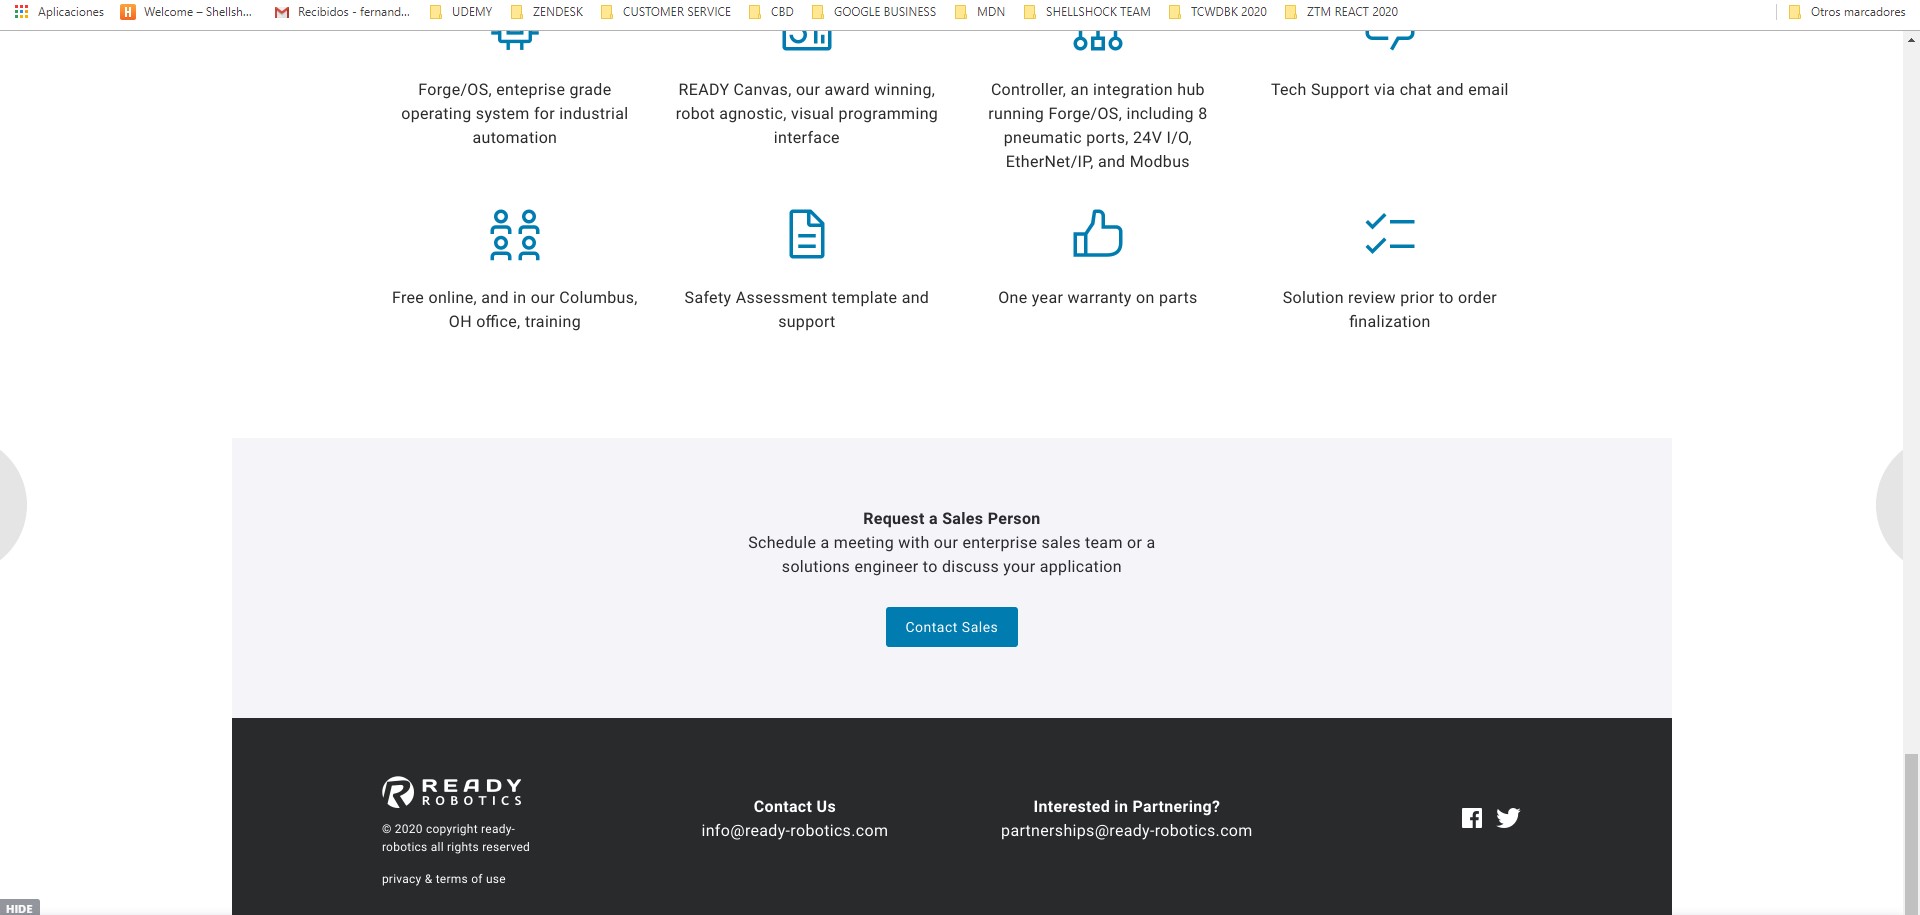 Aplicaciones Welcome – Shellsh... Recibidos - fernand... UDEMY ZENDESK CUSTOMER SERVICE CBD GOOGLE BUSINESS MDN SHELLSHOCK TEAM TCWDBK 2020 ZTM REACT 2020 Otros marcadores
Forge/OS, enteprise grade
operating system for industrial
automation
READY Canvas, our award winning,
robot agnostic, visual programming
interface
Controller, an integration hub
running Forge/OS, including 8
pneumatic ports, 24V I/O,
EtherNet/IP, and Modbus
Tech Support via chat and email
Free online, and in our Columbus,
OH office, training
Safety Assessment template and
support
One year warranty on parts
Solution review prior to order
finalization
Request a Sales Person
Schedule a meeting with our enterprise sales team or a
solutions engineer to discuss your application
Contact Sales
READY
ROBOTICS
© 2020 copyright ready-
robotics all rights reserved
privacy & terms of use
Contact Us
info@ready-robotics.com
Interested in Partnering?
partnerships@ready-robotics.com
HIDE